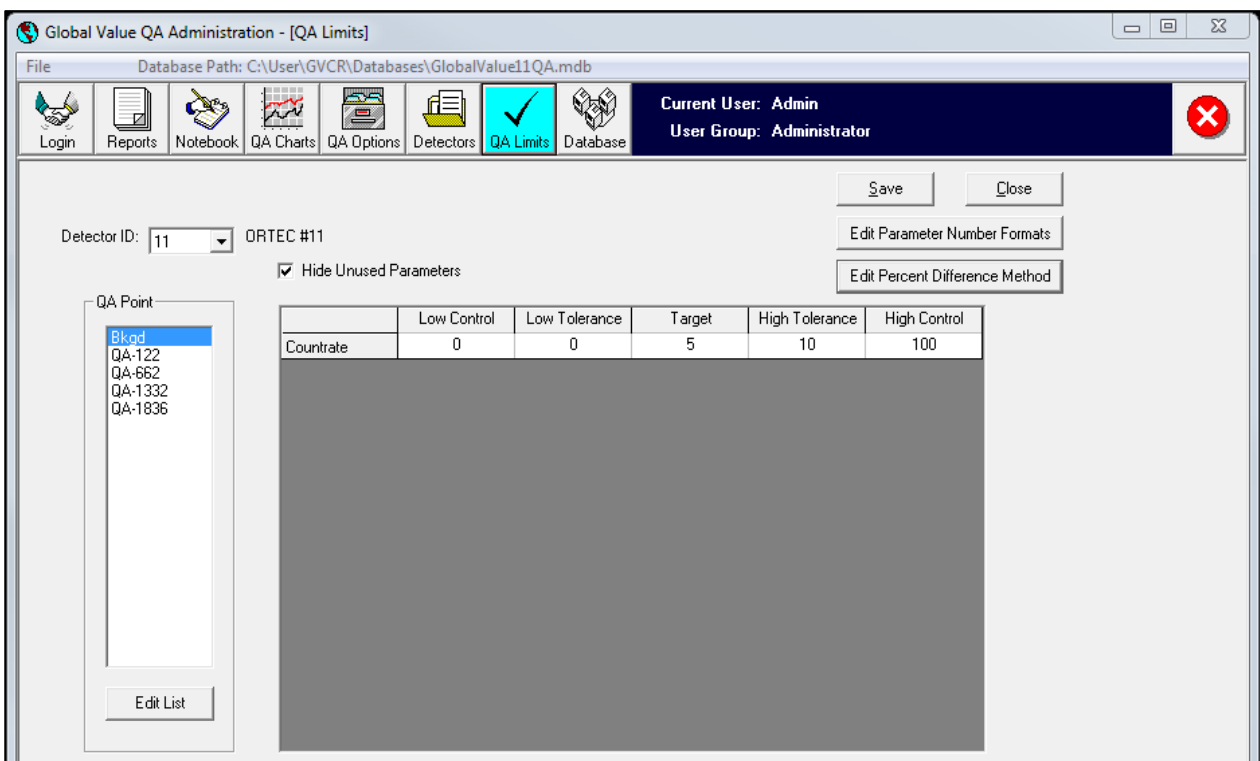 Global Value QA Administration - [QA Limits]
File Database Path: C:\User\GVCR\Databases\GlobalValue11QA.mdb
Login Reports Notebook QA Charts QA Options Detectors QA Limits Database
Current User: Admin
User Group: Administrator
Save Close
Detector ID: 11 ORTEC #11
Edit Parameter Number Formats
Hide Unused Parameters
Edit Percent Difference Method
QA Point
Bkgd
QA-122
QA-662
QA-1332
QA-1836
Edit List
Low Control Low Tolerance Target High Tolerance High Control
Countrate 0 0 5 10 100